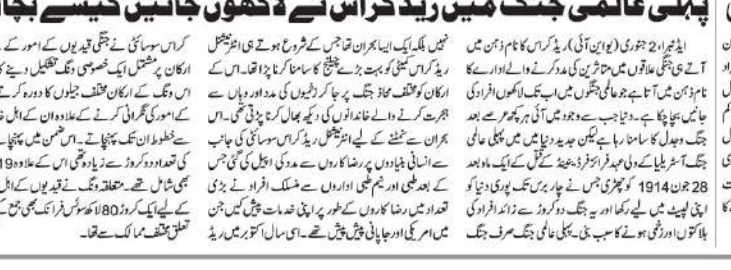 پہلی عالمی جنگ میں ریڈ کراس نے لاکھوں جانیں کیسے
ایڈنبرا، 2 جنوری (یو این آئی) ریڈ کراس کا نام ذہن میں
آتے ہی جنگی علاقوں میں متاثرین کی مدد کرنے والے ادارے کا
نام ذہن میں آتا ہے جو عالمی جنگوں میں اب تک لاکھوں افراد کی
جانیں بچا چکا ہے۔ دنیا جب سے وجود میں آئی ہر کچھ عرصے بعد
جنگ وجدل کا سامنا رہا ہے لیکن جدید دنیا میں میں پہلی عالمی
جنگ آسٹریلیا کے ولی عہد فرائز فرڈینینڈ کے قتل کے ایک ماہ بعد
28 جون 1914 کو چھڑی جس نے چار برس تک پوری دنیا کو
اپنی لپیٹ میں لیے رکھا اور یہ جنگ دو کروڑ سے زائد افراد کی
ہلاکتوں اور زخمی ہونے کا سبب بنی۔ پہلی عالمی جنگ صرف جنگ
نہیں بلکہ ایک ایسا بحران تھا جس کے شروع ہوتے ہی انٹرنیشنل
ریڈ کراس کمیٹی کو بہت بڑے چیلنج کا سامنا کرنا پڑا تھا۔ اس کے
ارکان کو مختلف محاذ جنگ پر جا کر زخمیوں کی مدد اور وہاں سے
ہجرت کرنے والے خاندانوں کی دیکھ بھال کرنا پڑتی تھی۔ اس
بحران سے نمٹنے کے لیے انٹرنیشنل ریڈ کراس سوسائٹی کی جانب
سے انسانی بنیادوں پر رضا کاروں سے مدد کی اپیل کی گئی جس
کے بعد طبی اور نیم طبی اداروں سے منسلک افراد نے بڑی
تعداد میں رضا کاروں کے طور پر اپنی خدمات پیش کیں جن
میں امریکی اور جاپانی پیش پیش تھے۔ اسی سال اکتوبر میں ریڈ
کراس سوسائٹی نے جنگی قیدیوں کے امور کے
ارکان پر مشتمل ایک خصوصی ونگ تشکیل دینے کا
اس ونگ کے ارکان مختلف جیلوں کا دورہ کرتے
کے امور کی نگرانی کرنے کے علاوہ ان کے اہل خا
سے خطوط ان تک پہنچاتے۔ اس ضمن میں پہنچائے
کی تعداد دو کروڑ سے زیادہ تھی اس کے علاوہ 19
بھی شامل تھے۔ متعلقہ ونگ نے قیدیوں کے اہل
کے لیے ایک کروڑ 80 لاکھ سوئس فرانک بھی جمع کیے
تعلق مختلف ممالک سے تھا۔